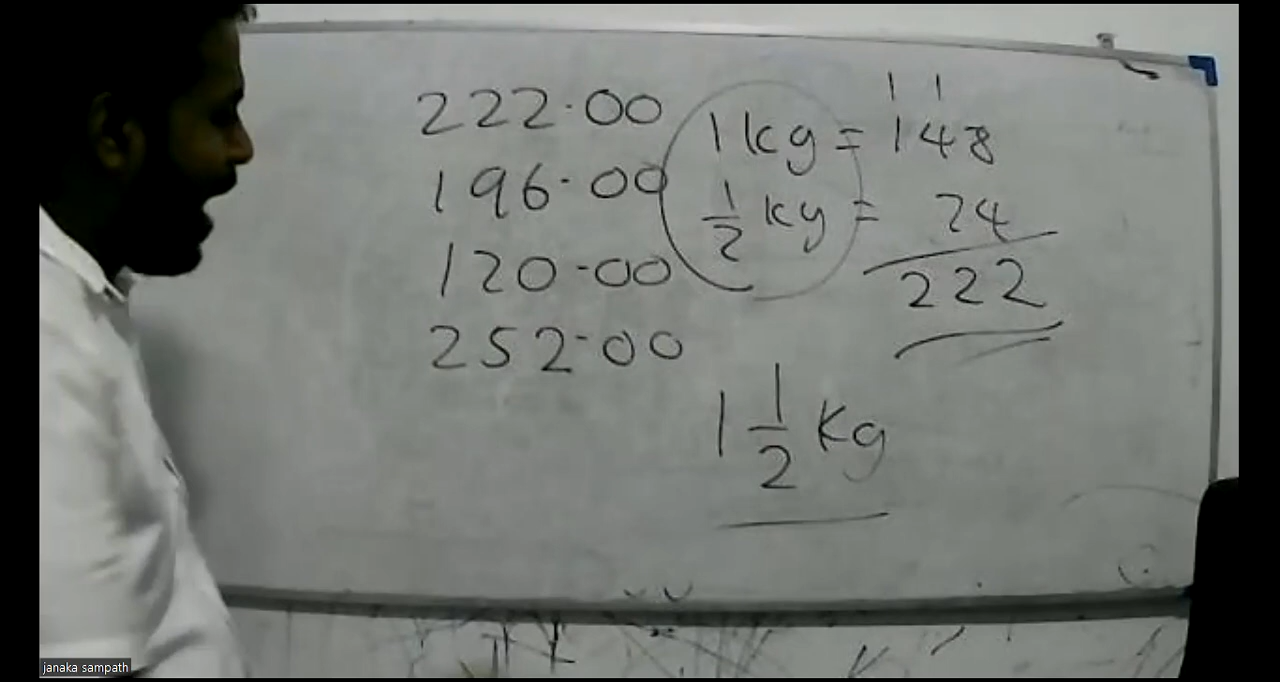 222.00
196.00
120.00
252.00
1 1
1kg = 148
1/2 kg = 74
222
1 1/2 kg
janaka sampath